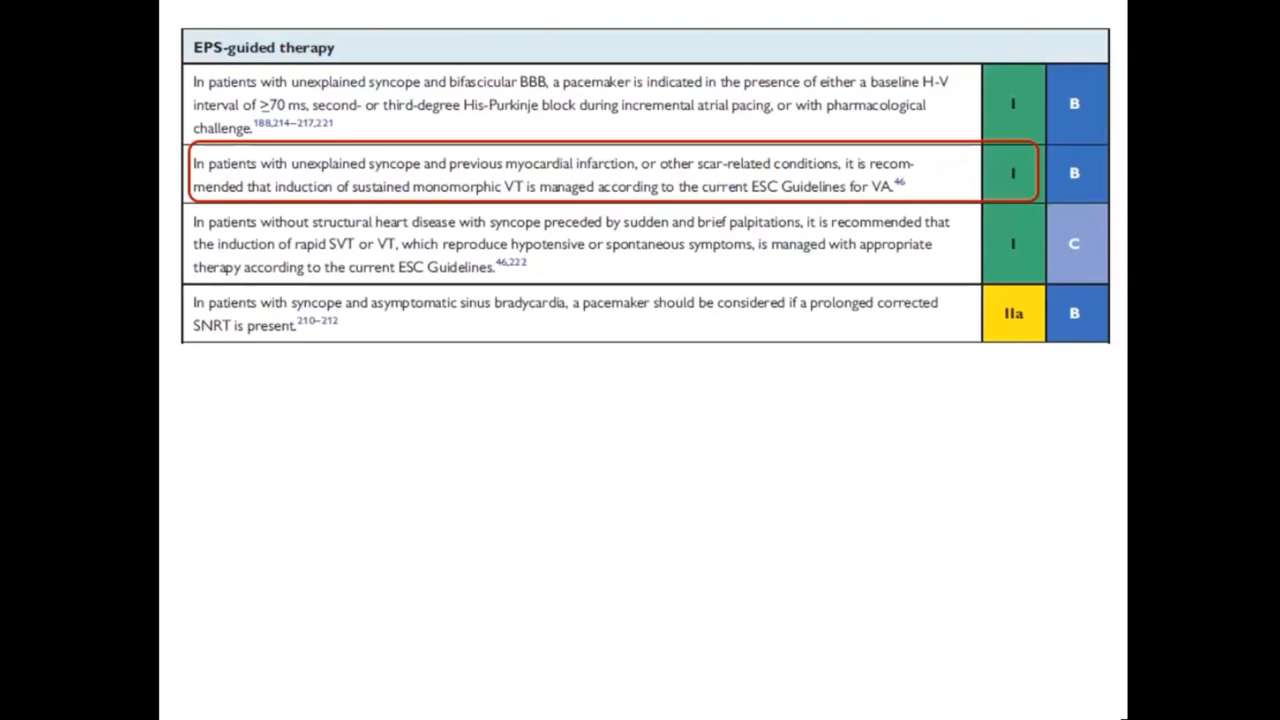 EPS-guided therapy
In patients with unexplained syncope and bifascicular BBB, a pacemaker is indicated in the presence of either a baseline H-V
interval of ≥70 ms, second- or third-degree His-Purkinje block during incremental atrial pacing, or with pharmacological
challenge.188,214–217,221
I
B
In patients with unexplained syncope and previous myocardial infarction, or other scar-related conditions, it is recom-
mended that induction of sustained monomorphic VT is managed according to the current ESC Guidelines for VA.46
I
B
In patients without structural heart disease with syncope preceded by sudden and brief palpitations, it is recommended that
the induction of rapid SVT or VT, which reproduce hypotensive or spontaneous symptoms, is managed with appropriate
therapy according to the current ESC Guidelines.46,222
I
C
In patients with syncope and asymptomatic sinus bradycardia, a pacemaker should be considered if a prolonged corrected
SNRT is present.210–212
IIa
B